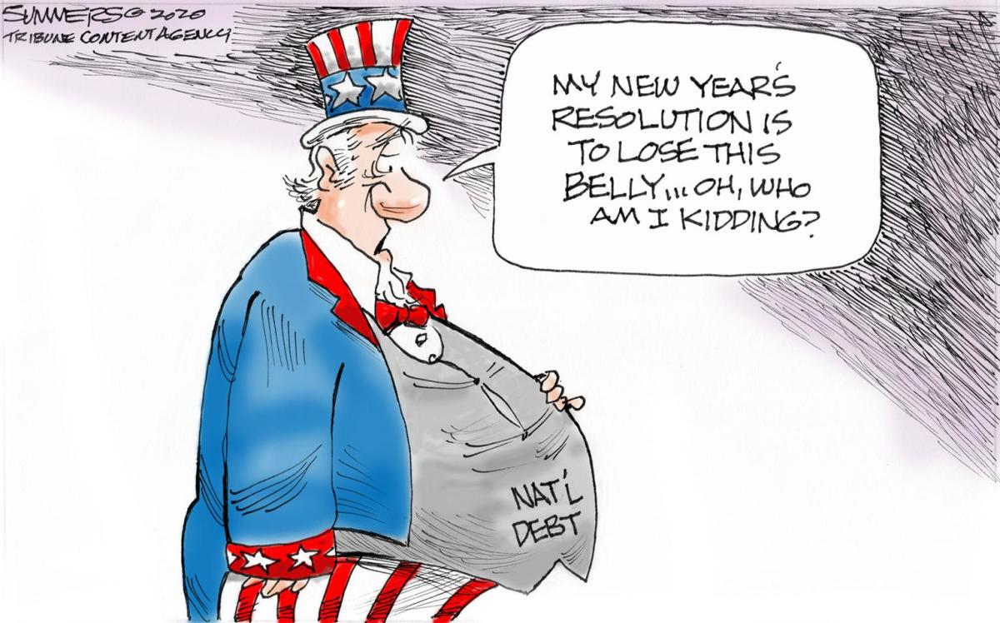 SUMMERS © 2020
TRIBUNE CONTENT AGENCY
MY NEW YEAR'S
RESOLUTION IS
TO LOSE THIS
BELLY... OH, WHO
AM I KIDDING?
NAT'L
DEBT